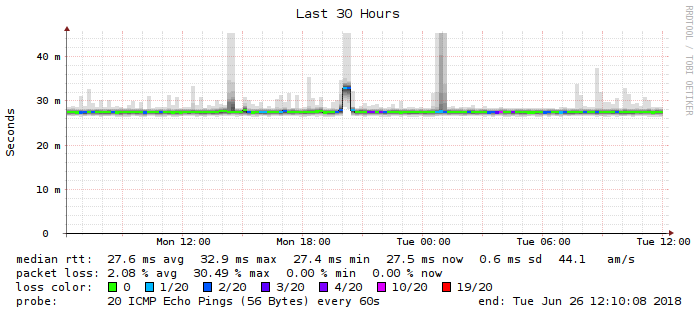 Last 30 Hours
RRDTOOL / TOBI OETIKER
Seconds
40 m
30 m
20 m
10 m
0
Mon 12:00 Mon 18:00 Tue 00:00 Tue 06:00 Tue 12:00
median rtt: 27.6 ms avg 32.9 ms max 27.4 ms min 27.5 ms now 0.6 ms sd 44.1 am/s
packet loss: 2.08 % avg 30.49 % max 0.00 % min 0.00 % now
loss color: 0 1/20 2/20 3/20 4/20 10/20 19/20
probe: 20 ICMP Echo Pings (56 Bytes) every 60s end: Tue Jun 26 12:10:08 2018